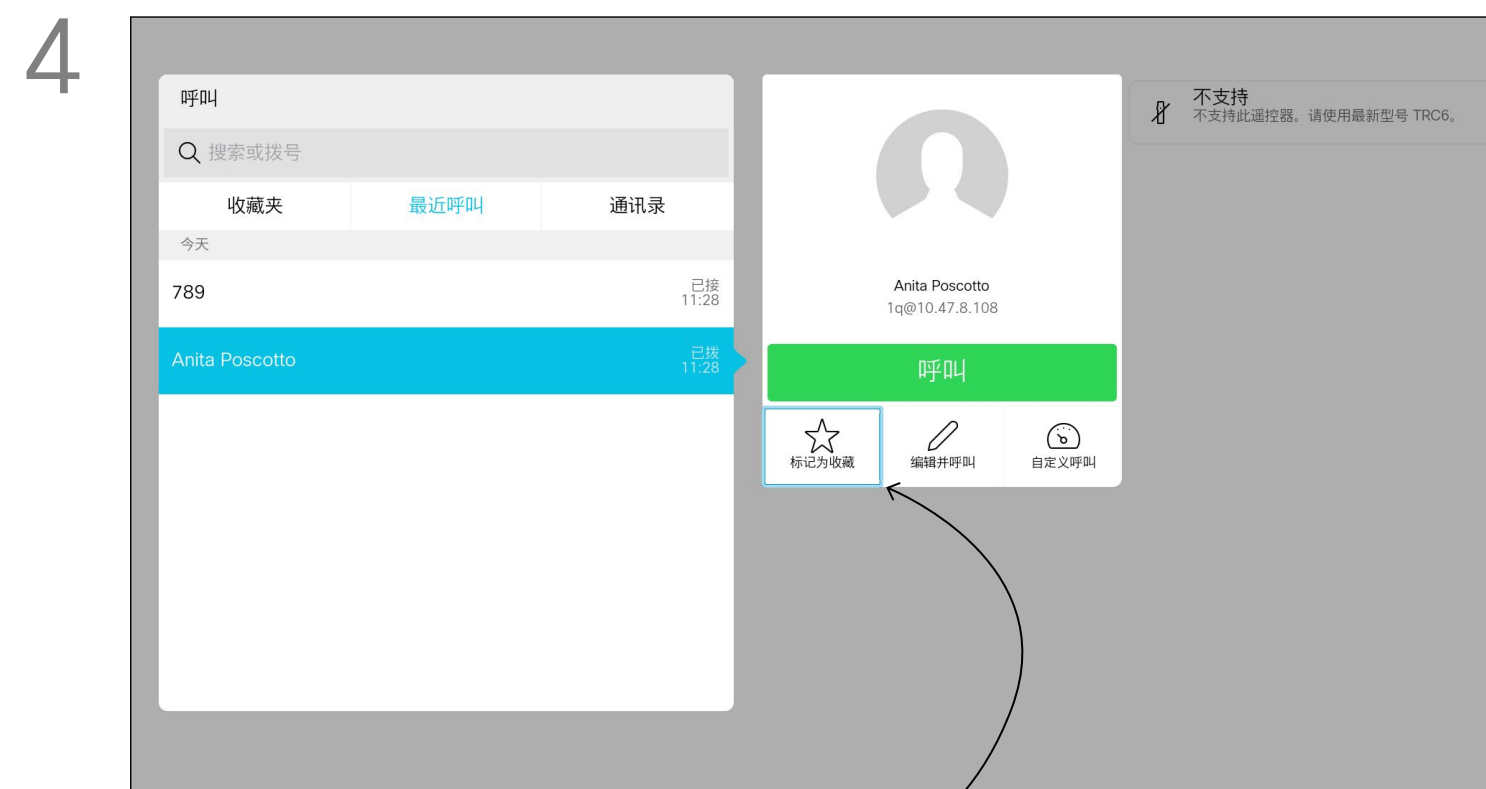 4
呼叫
搜索或拨号
收藏夹 最近呼叫 通讯录
今天
789 已接
11:28
Anita Poscotto 已拨
11:28
Anita Poscotto
1q@10.47.8.108
呼叫
标记为收藏 编辑并呼叫 自定义呼叫
不支持
不支持此遥控器。请使用最新型号 TRC6。